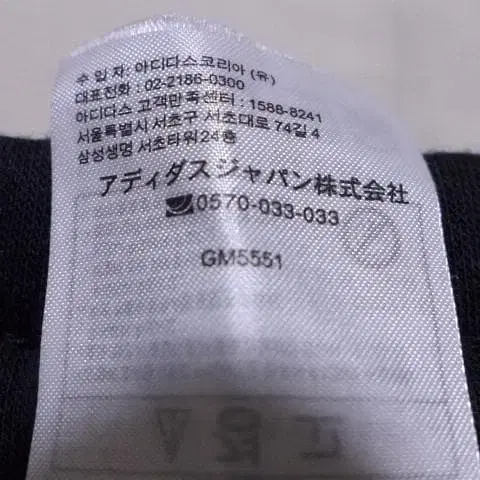 수 입 자: 아디다스코리아 (유)
대표전화 : 02-2186-0300
아디다스 고객만족센터 : 1588-8241
서울특별시 서초구 서초대로 74길 4
삼성생명 서초타워 24층
アディダスジャパン株式会社
0570-033-033
GM5551